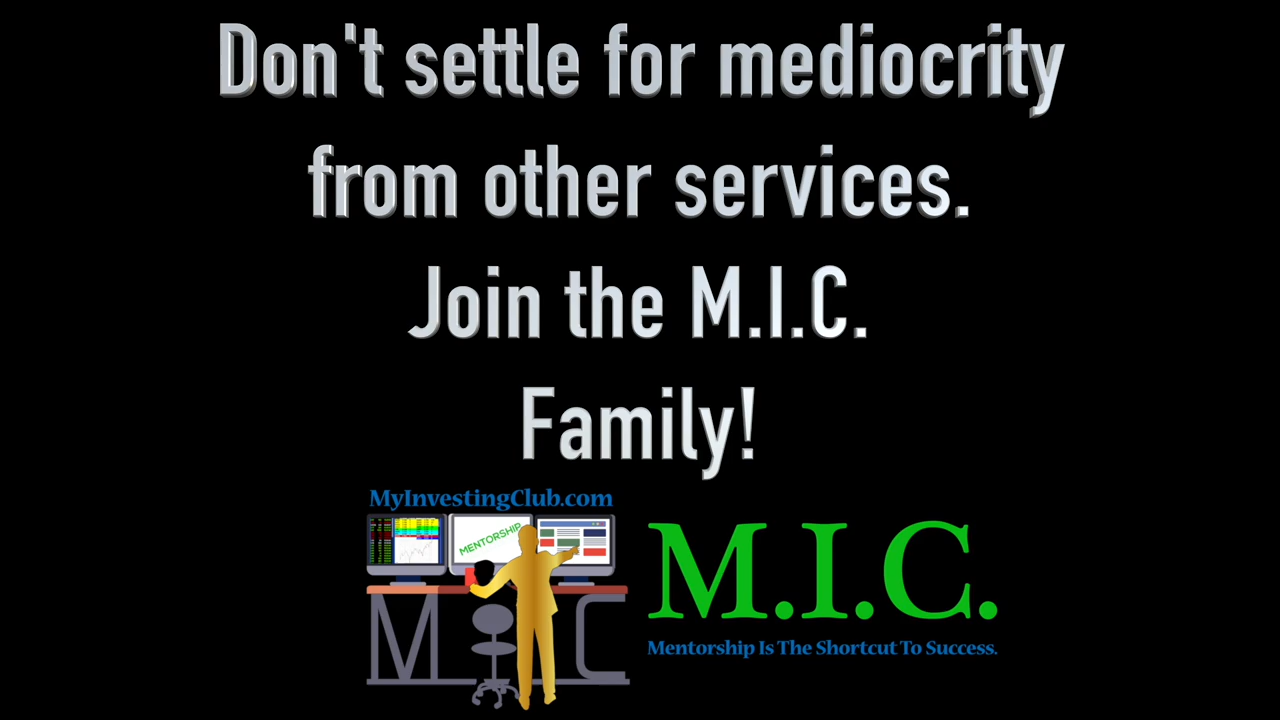 Don't settle for mediocrity
from other services.
Join the M.I.C.
Family!
MyInvestingClub.com
MENTORSHIP
M.I.C.
MIC
Mentorship Is The Shortcut To Success.